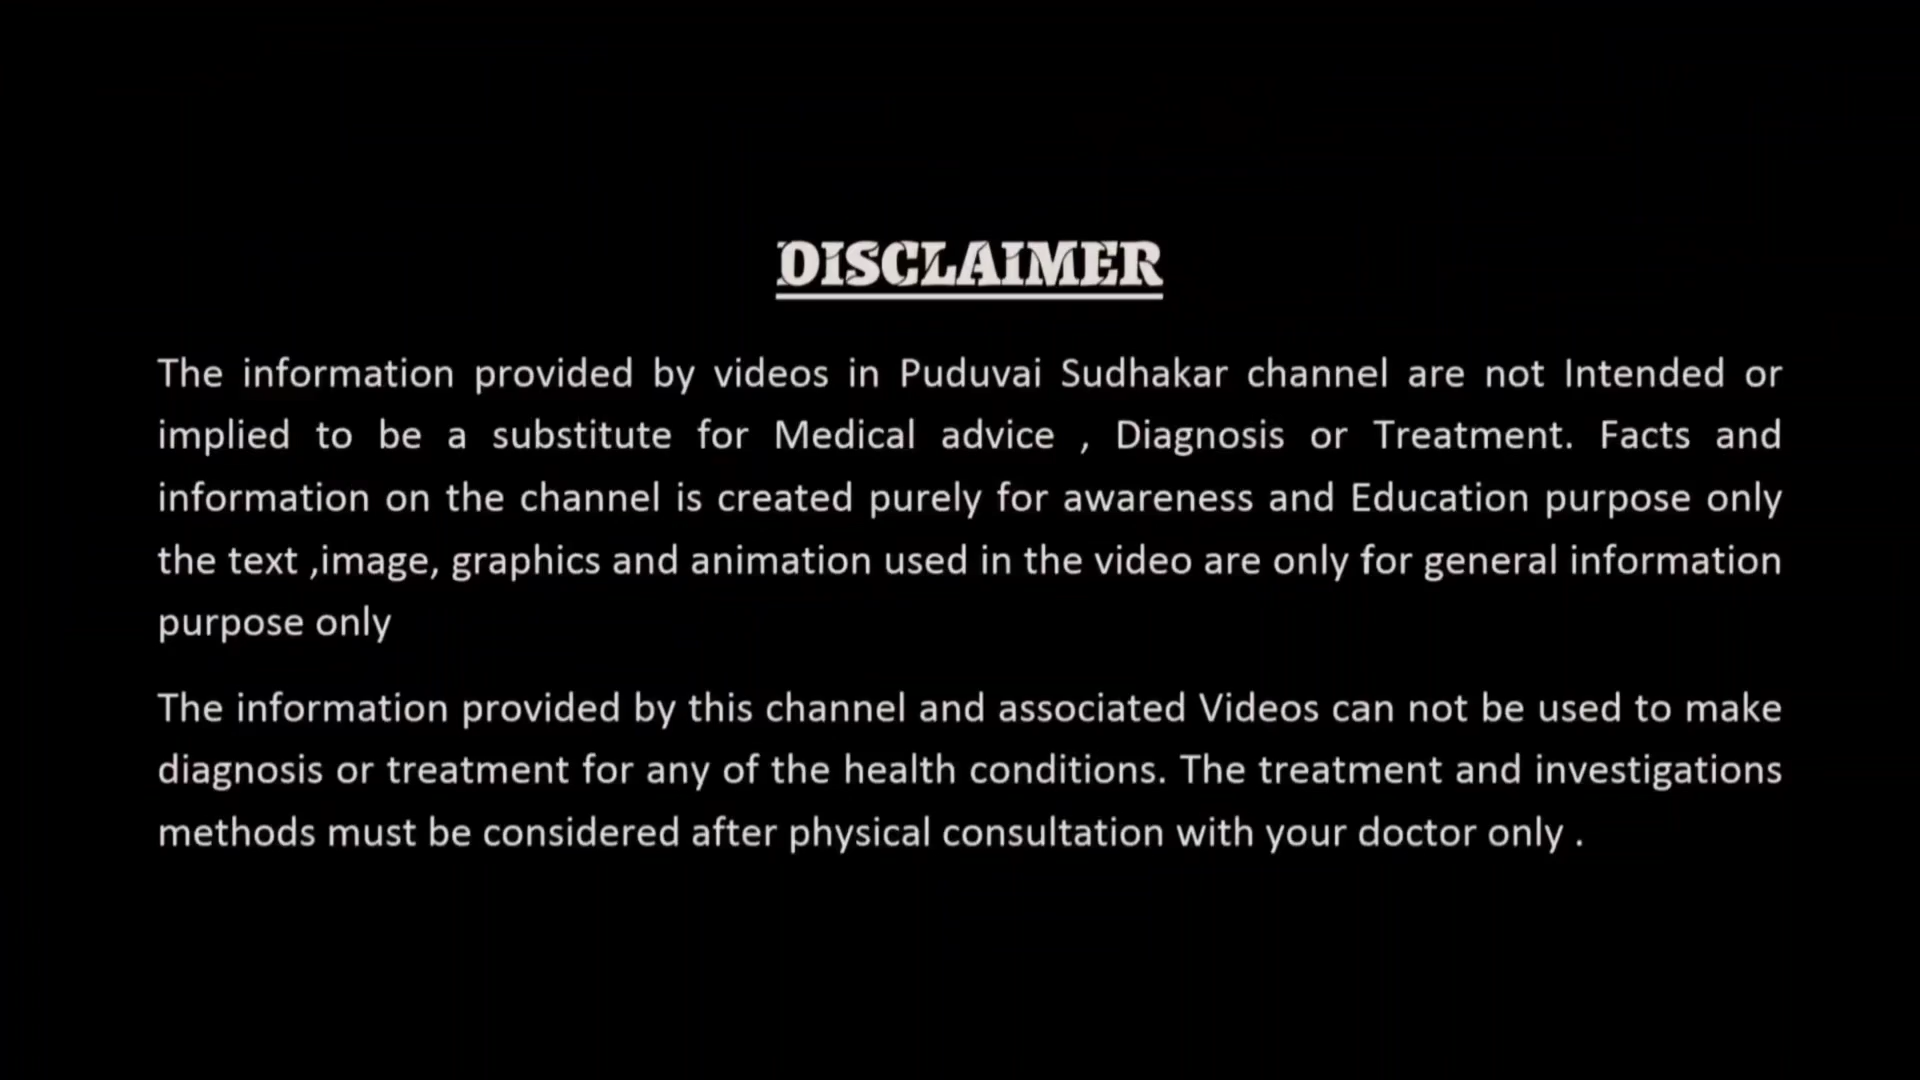 DISCLAIMER
The information provided by videos in Puduvai Sudhakar channel are not Intended or
implied to be a substitute for Medical advice , Diagnosis or Treatment. Facts and
information on the channel is created purely for awareness and Education purpose only
the text ,image, graphics and animation used in the video are only for general information
purpose only
The information provided by this channel and associated Videos can not be used to make
diagnosis or treatment for any of the health conditions. The treatment and investigations
methods must be considered after physical consultation with your doctor only .